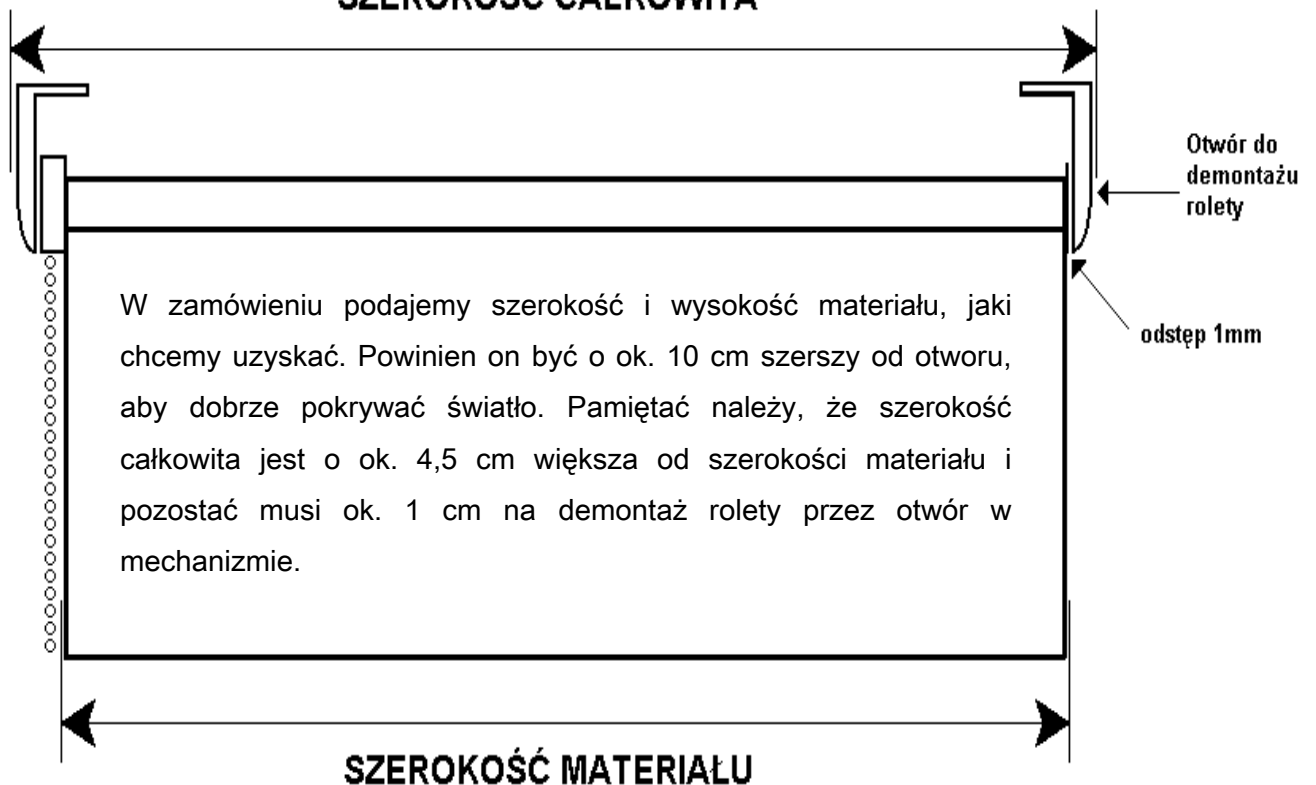 SZEROKOŚĆ CAŁKOWITA
Otwór do
demontażu
rolety
W zamówieniu podajemy szerokość i wysokość materiału, jaki
chcemy uzyskać. Powinien on być o ok. 10 cm szerszy od otworu,
aby dobrze pokrywać światło. Pamiętać należy, że szerokość
całkowita jest o ok. 4,5 cm większa od szerokości materiału i
pozostać musi ok. 1 cm na demontaż rolety przez otwór w
mechanizmie.
odstęp 1mm
SZEROKOŚĆ MATERIAŁU